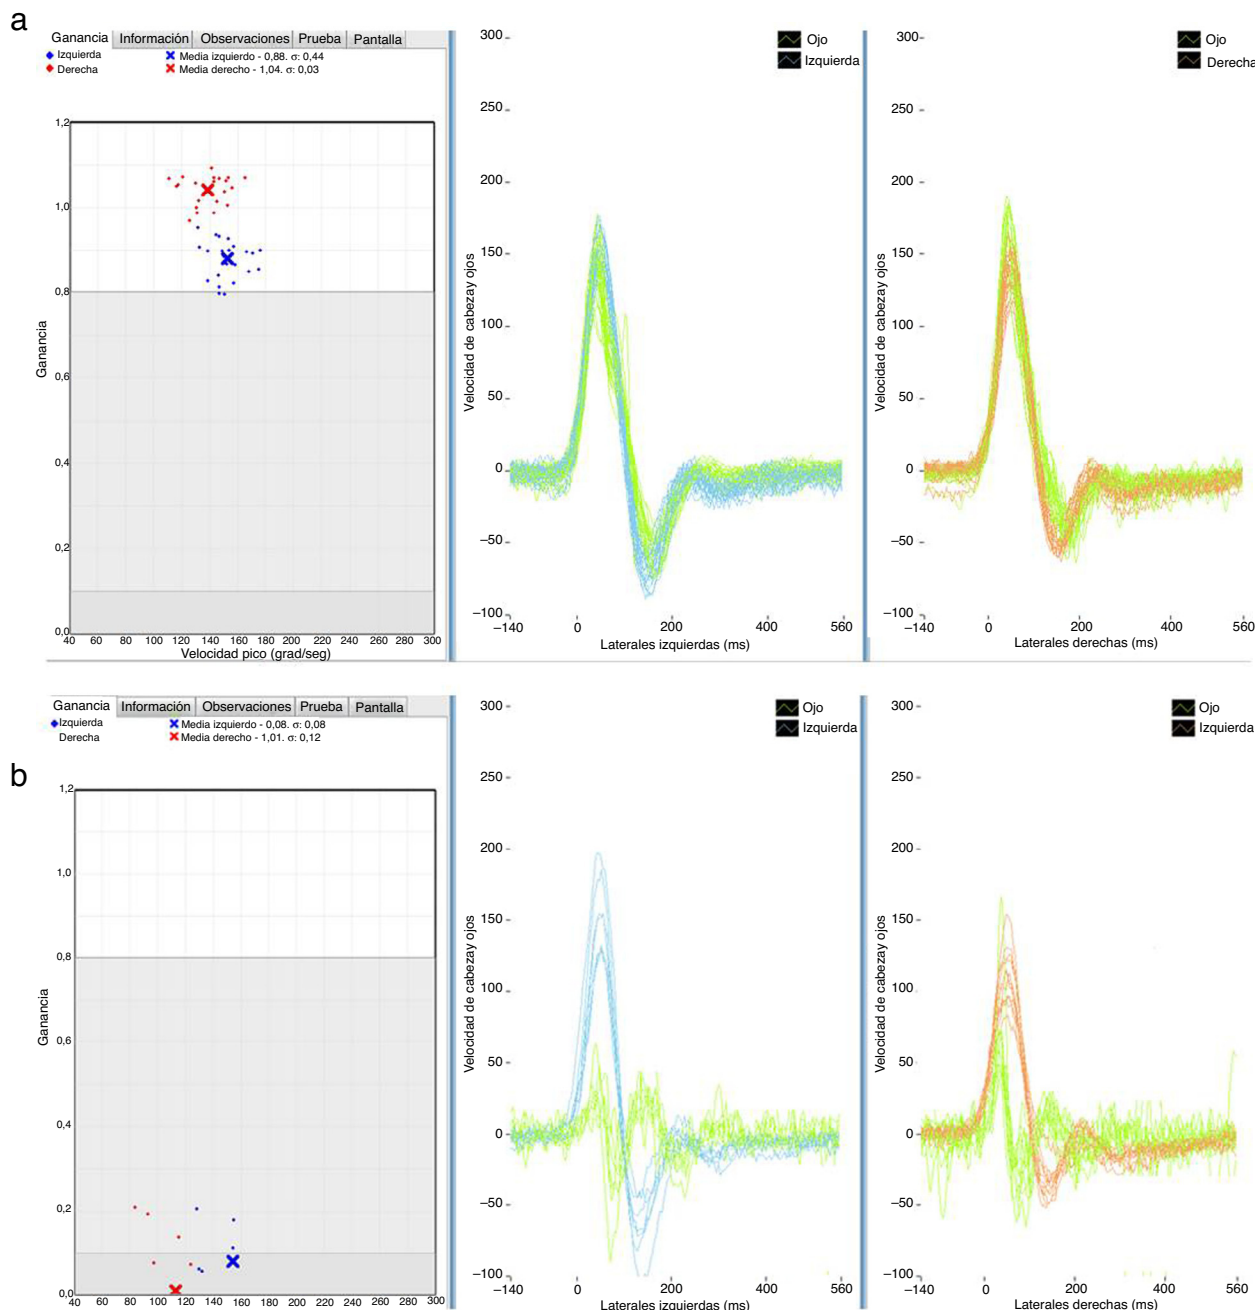 a
Ganancia Información Observaciones Prueba Pantalla
Izquierda Media izquierdo - 0,88. σ: 0,44
Derecha Media derecho - 1,04. σ: 0,03
1,2
1,0
0,8
0,6
0,4
0,2
0,0
Ganancia
40 60 80 100 120 140 160 180 200 220 240 260 280 300
Velocidad pico (grad/seg)
Ojo
Izquierda
300
250
200
150
100
50
0
−50
−100
Velocidad de cabezay ojos
−140 0 200 400 560
Laterales izquierdas (ms)
Ojo
Derecha
300
250
200
150
100
50
0
−50
−100
Velocidad de cabezay ojos
−140 0 200 400 560
Laterales derechas (ms)
b
Ganancia Información Observaciones Prueba Pantalla
Izquierda Media izquierdo - 0,08. σ: 0,08
Derecha Media derecho - 1,01. σ: 0,12
1,2
1,0
0,8
0,6
0,4
0,2
0,0
Ganancia
40 60 80 100 120 140 160 180 200 220 240 260 280 300
Ojo
Izquierda
300
250
200
150
100
50
0
−50
−100
Velocidad de cabezay ojos
−140 0 200 400 560
Laterales izquierdas (ms)
Ojo
Izquierda
300
250
200
150
100
50
0
−50
−100
Velocidad de cabezay ojos
−140 0 200 400 560
Laterales derechas (ms)